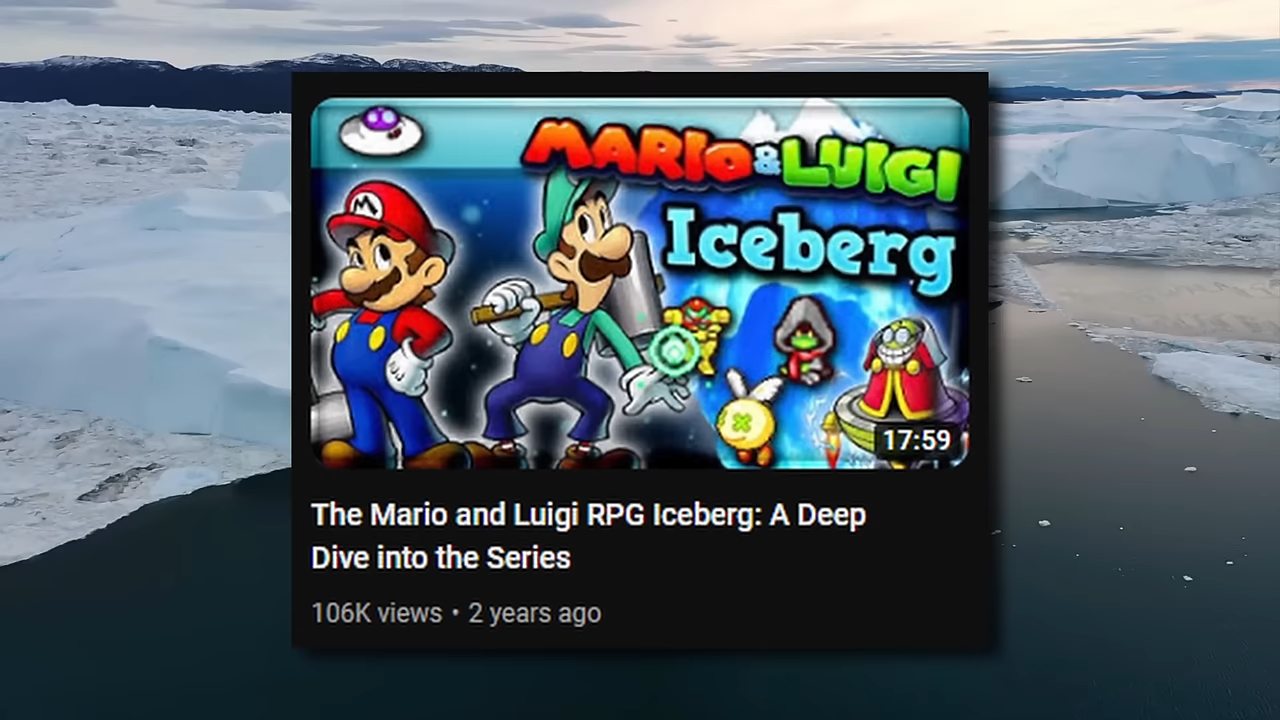 MARIO & LUIGI
Iceberg
M
17:59
The Mario and Luigi RPG Iceberg: A Deep
Dive into the Series
106K views • 2 years ago